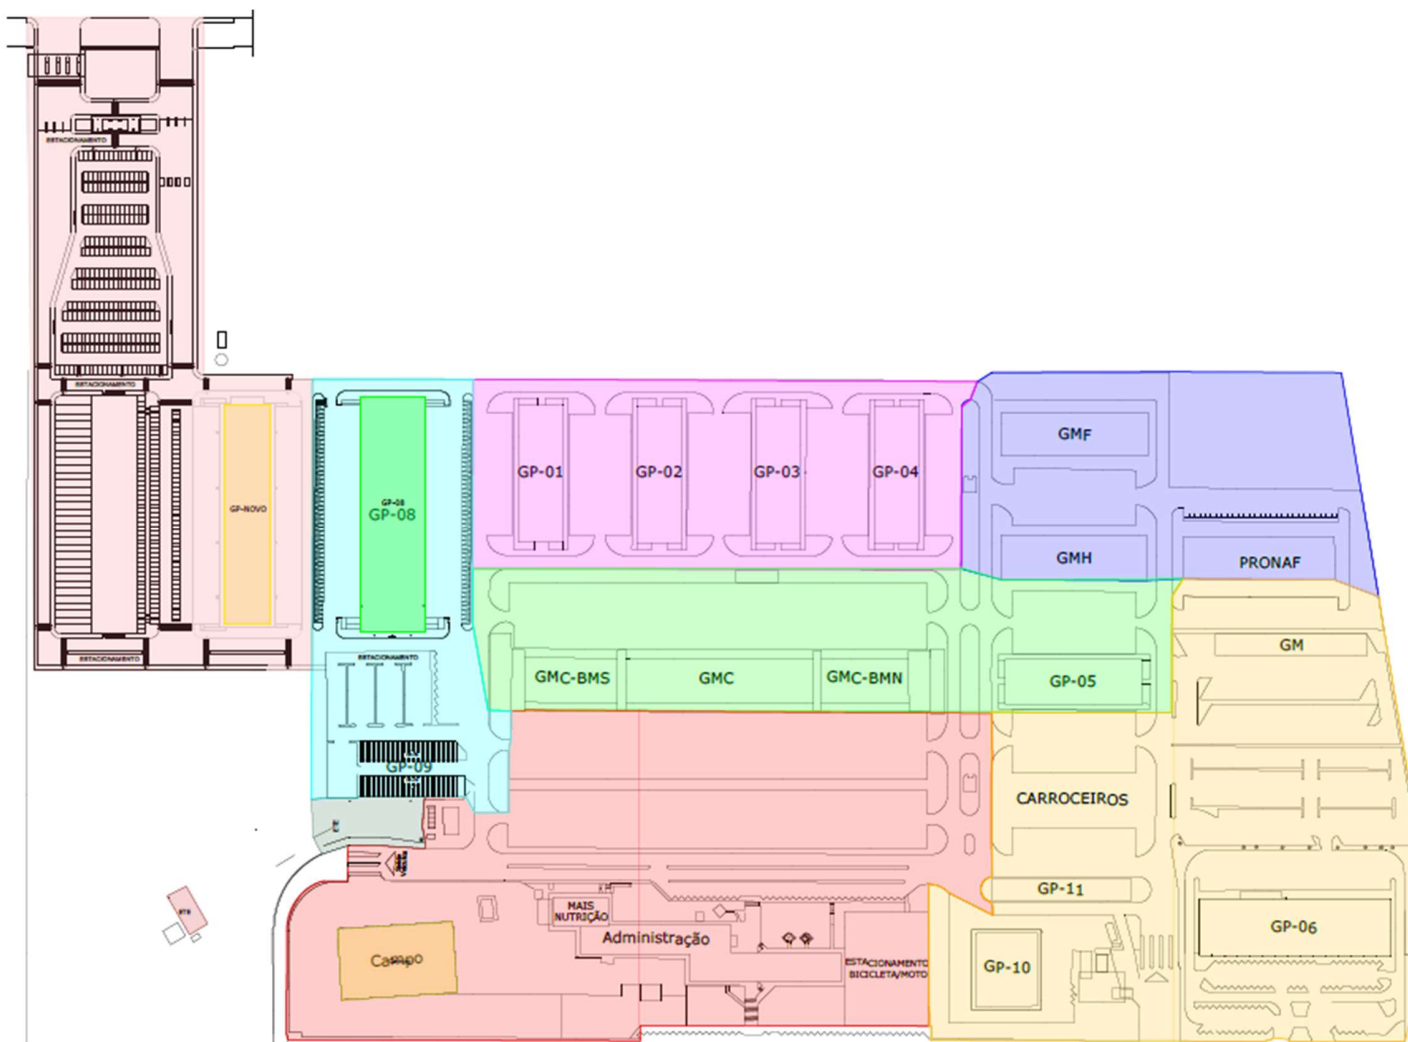 ESTACIONAMENTO
ESTACIONAMENTO
GMF
GP-01
GP-02
GP-03
GP-04
GP-NOVO
GP-08
GP-08
GMH
PRONAF
GM
ESTACIONAMENTO
ESTACIONAMENTO
GMC-BMS
GMC
GMC-BMN
GP-05
GP-09
CARROCEIROS
GP-11
MAIS
NUTRIÇÃO
Administração
GP-06
Campo
ESTACIONAMENTO
BICICLETA/MOTO
GP-10